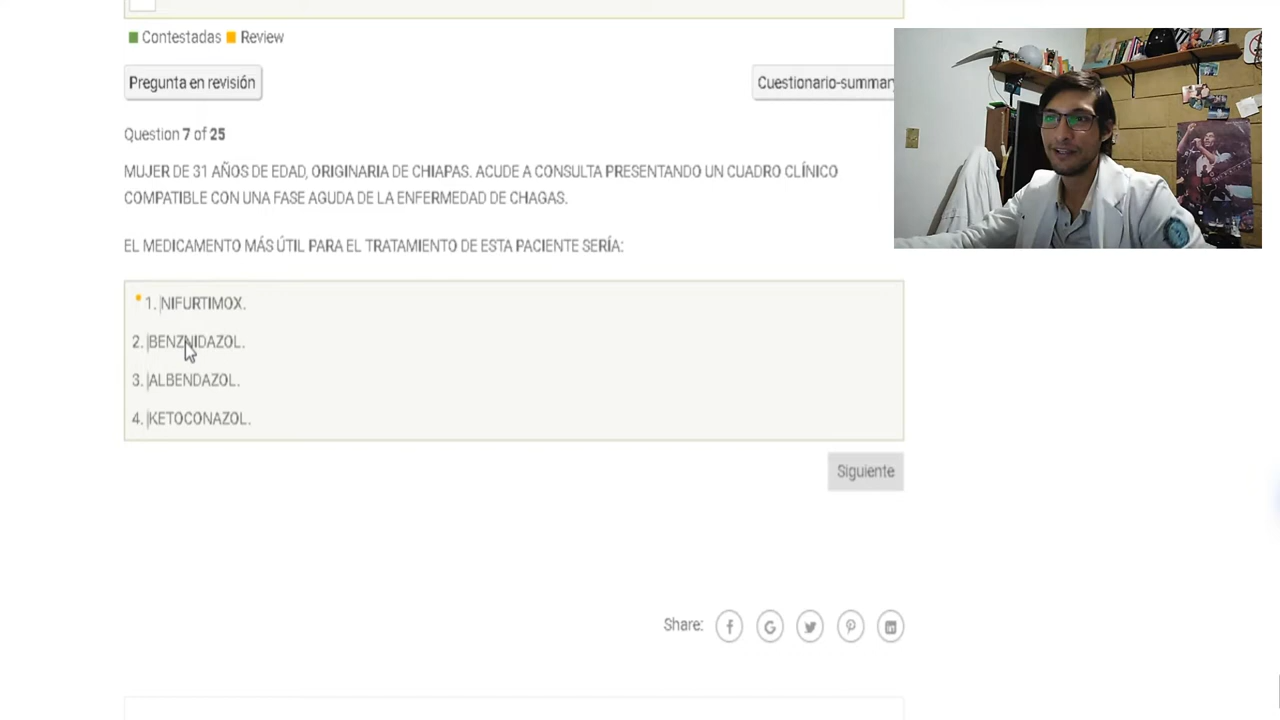 Contestadas Review
Pregunta en revisión
Cuestionario-summary
Question 7 of 25
MUJER DE 31 AÑOS DE EDAD, ORIGINARIA DE CHIAPAS. ACUDE A CONSULTA PRESENTANDO UN CUADRO CLÍNICO
COMPATIBLE CON UNA FASE AGUDA DE LA ENFERMEDAD DE CHAGAS.
EL MEDICAMENTO MÁS ÚTIL PARA EL TRATAMIENTO DE ESTA PACIENTE SERÍA:
1. NIFURTIMOX.
2. BENZNIDAZOL.
3. ALBENDAZOL.
4. KETOCONAZOL.
Siguiente
Share: